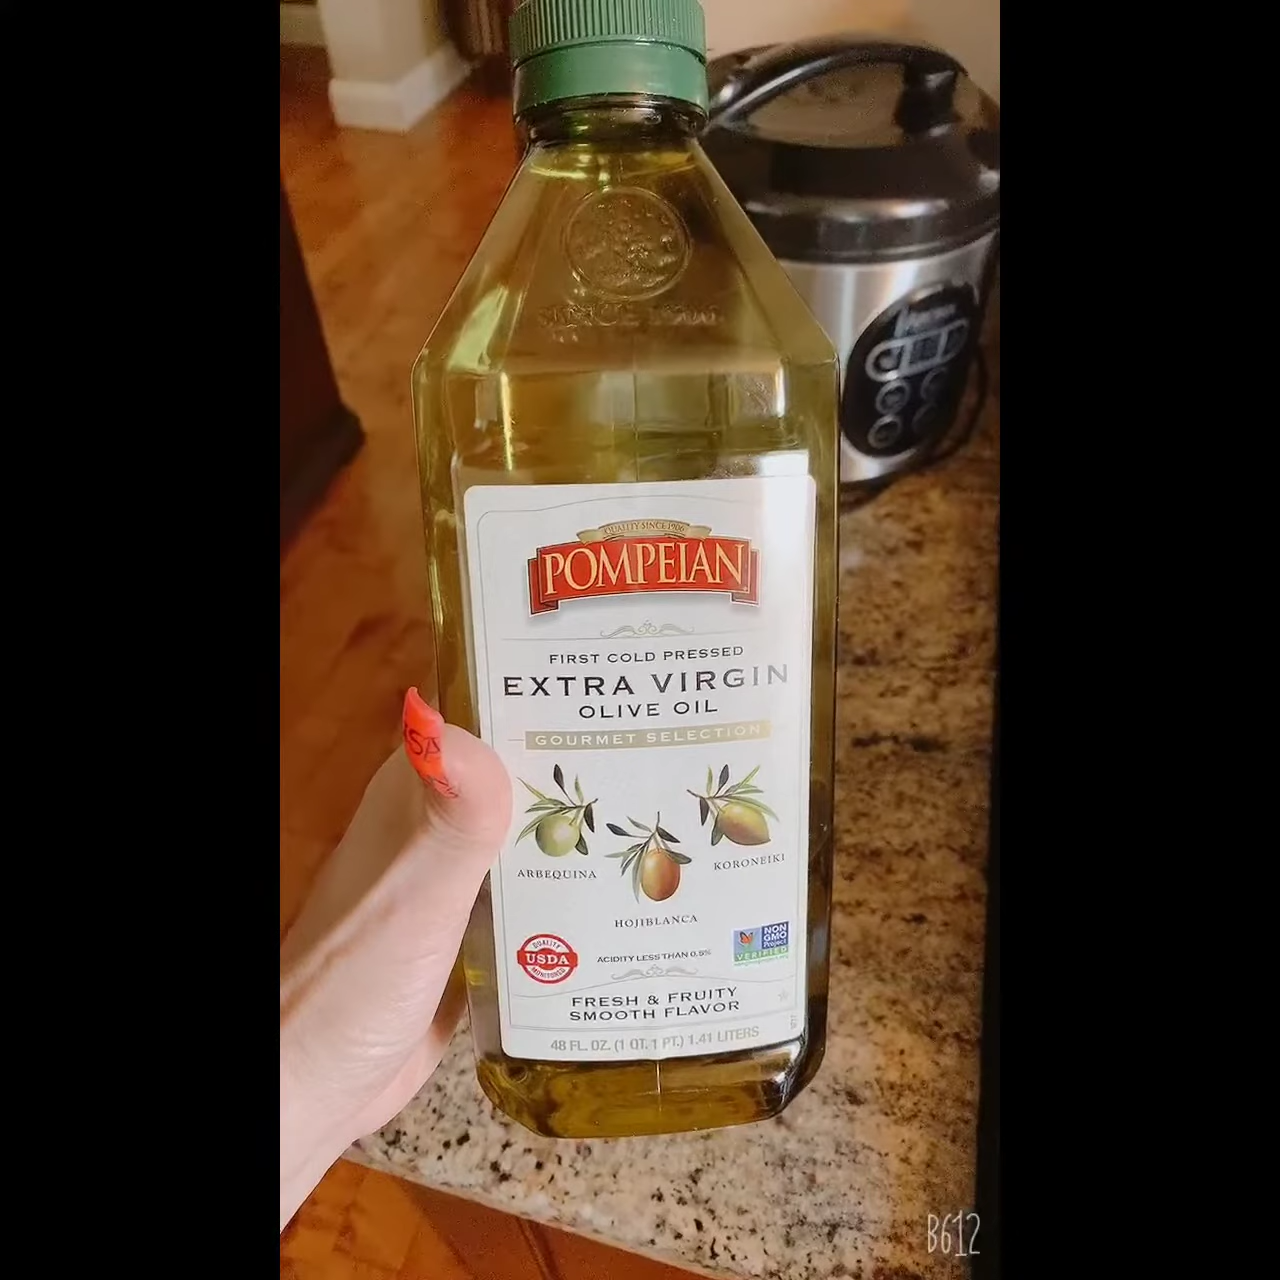 QUALITY SINCE 1906
POMPEIAN
FIRST COLD PRESSED
EXTRA VIRGIN
OLIVE OIL
GOURMET SELECTION
ARBEQUINA
KORONEIKI
HOJIBLANCA
QUALITY
USDA
MONITORED
ACIDITY LESS THAN 0.5%
NON
GMO
Project
VERIFIED
FRESH & FRUITY
SMOOTH FLAVOR
48 FL. OZ. (1 QT. 1 PT.) 1.41 LITERS
B612